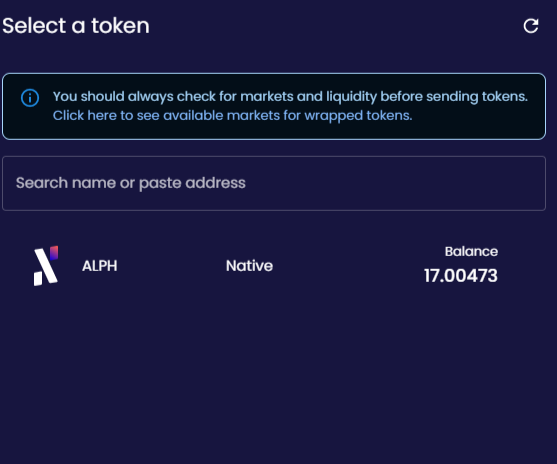 Select a token
You should always check for markets and liquidity before sending tokens.
Click here to see available markets for wrapped tokens.
Search name or paste address
ALPH
Native
Balance
17.00473